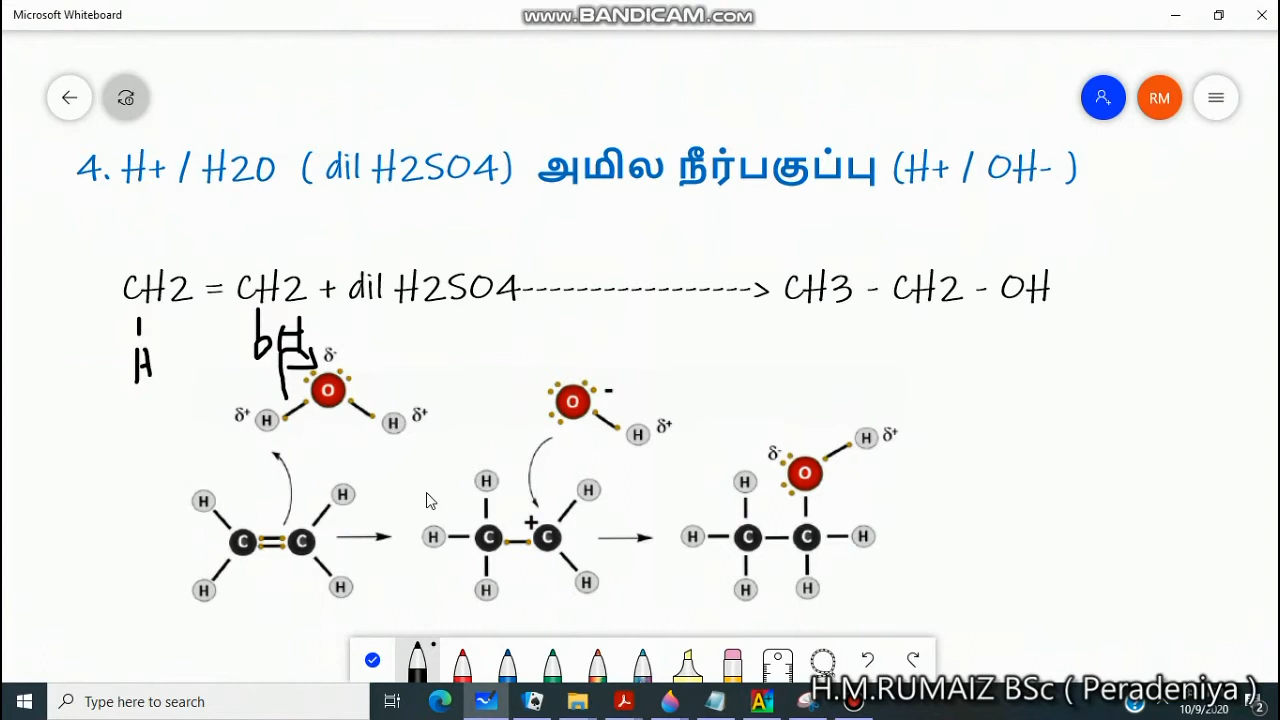 Microsoft Whiteboard
www.BANDICAM.com
RM
4. H+ / H2O ( dil H2SO4) அமில நீர்பகுப்பு (H+ / OH- )
CH2 = CH2 + dil H2SO4-----------------> CH3 - CH2 - OH
H
δ-
O
δ+ H
H δ+
O -
H δ+
H δ+
δ-
O
H H
C C
H H
H H
H C + C
H H
H
H C C H
H H
Type here to search
H.M.RUMAIZ BSc ( Peradeniya )
10/9/2020
2